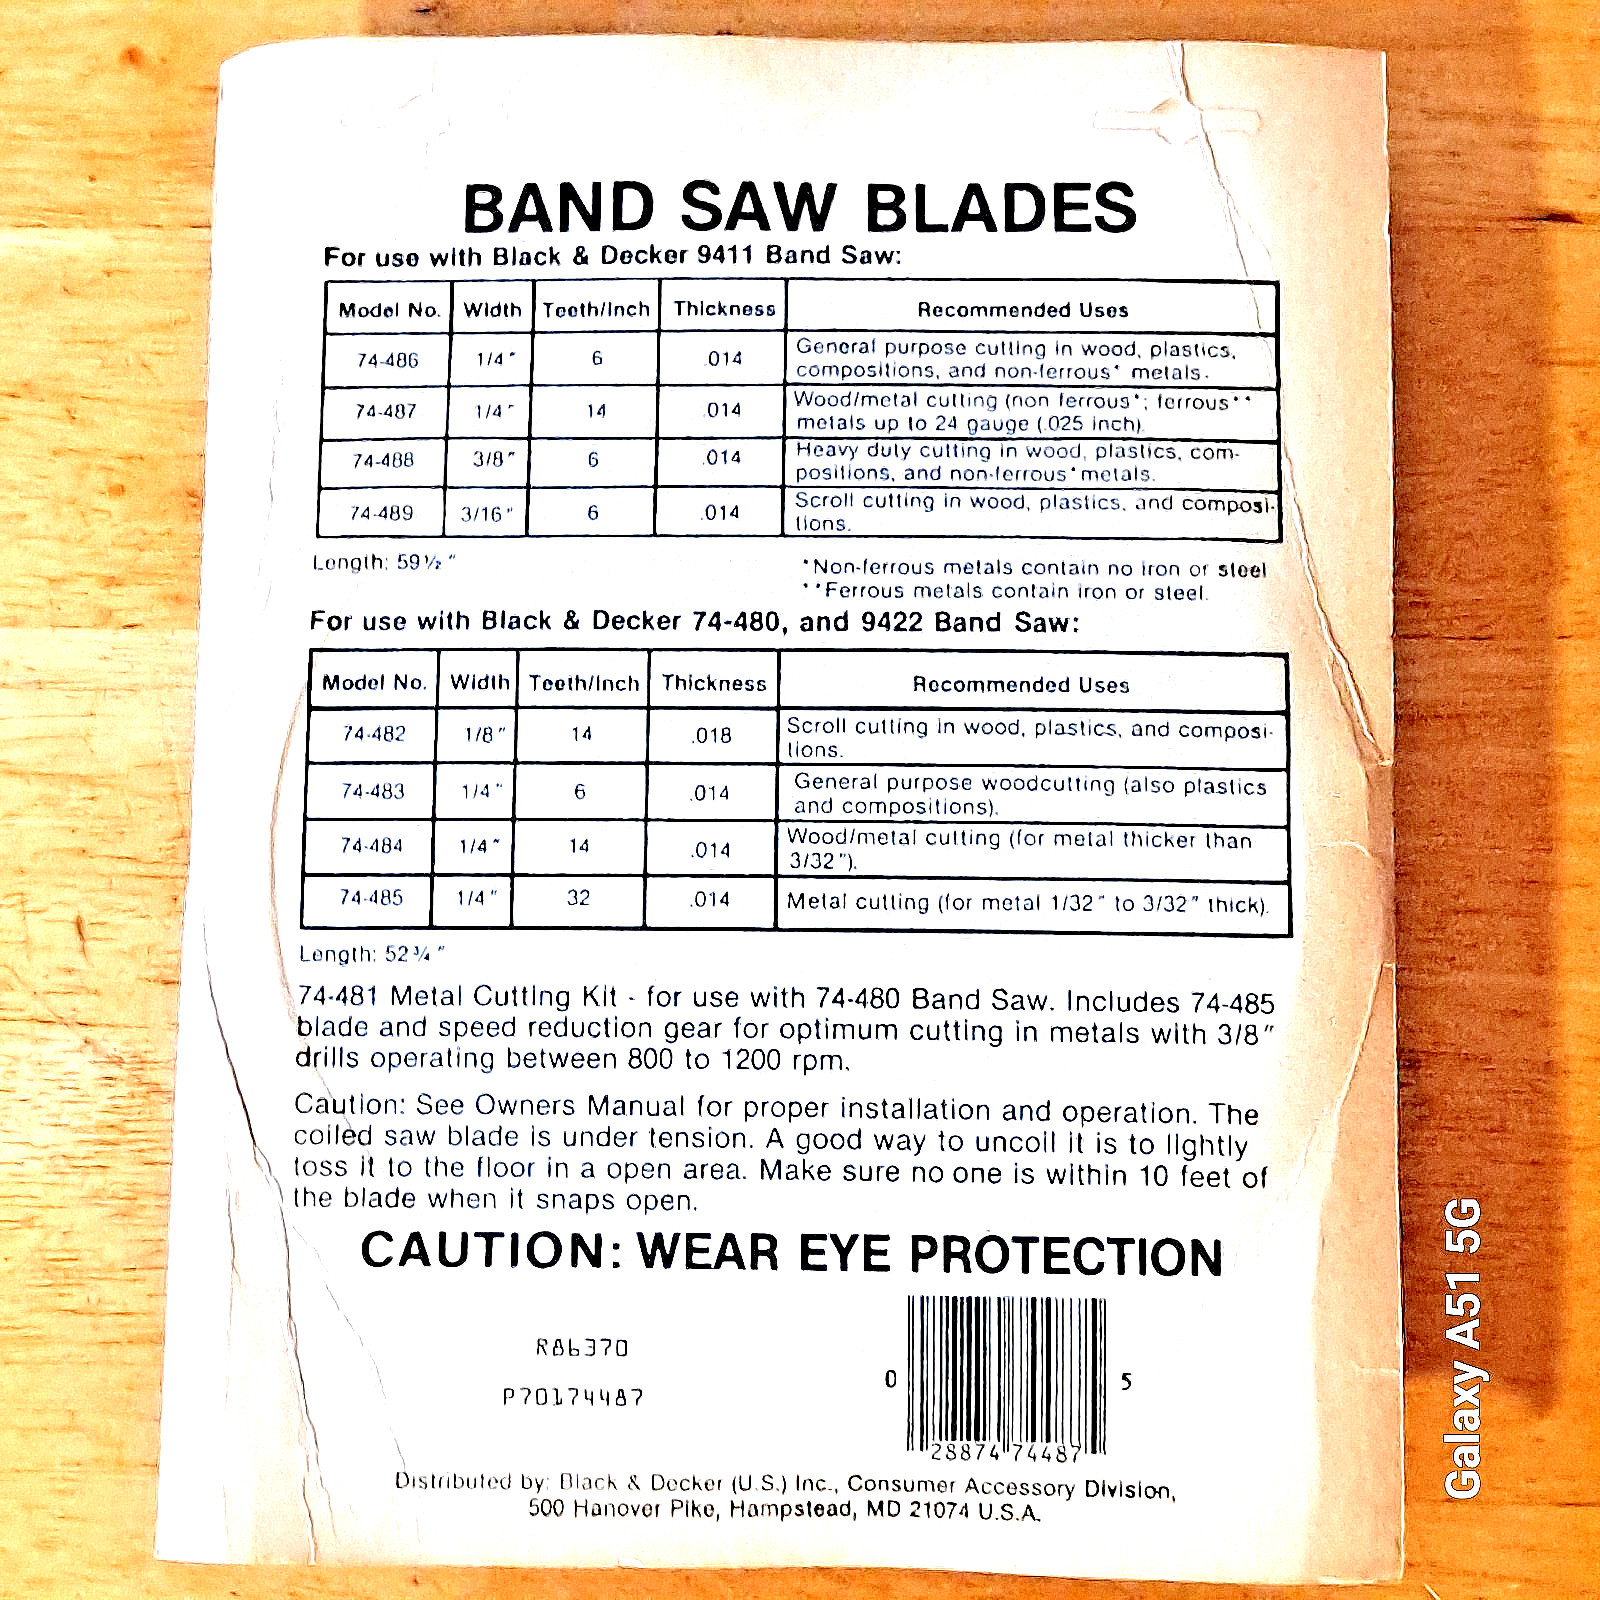 BAND SAW BLADES
For use with Black & Decker 9411 Band Saw:
Model No. Width Teeth/Inch Thickness Recommended Uses
74-486 1/4" 6 .014 General purpose cutting in wood, plastics,
compositions, and non-ferrous* metals.
74-487 1/4" 14 .014 Wood/metal cutting (non ferrous*; ferrous**
metals up to 24 gauge (.025 inch).
74-488 3/8" 6 .014 Heavy duty cutting in wood, plastics, com-
positions, and non-ferrous* metals.
74-489 3/16" 6 .014 Scroll cutting in wood, plastics, and composi-
tions.
Length: 59½"
*Non-ferrous metals contain no iron or steel
**Ferrous metals contain iron or steel.
For use with Black & Decker 74-480, and 9422 Band Saw:
Model No. Width Teeth/Inch Thickness Recommended Uses
74-482 1/8" 14 .018 Scroll cutting in wood, plastics, and composi-
tions.
74-483 1/4" 6 .014 General purpose woodcutting (also plastics
and compositions).
74-484 1/4" 14 .014 Wood/metal cutting (for metal thicker than
3/32").
74-485 1/4" 32 .014 Metal cutting (for metal 1/32" to 3/32" thick).
Length: 52¾"
74-481 Metal Cutting Kit - for use with 74-480 Band Saw. Includes 74-485
blade and speed reduction gear for optimum cutting in metals with 3/8"
drills operating between 800 to 1200 rpm.
Caution: See Owners Manual for proper installation and operation. The
coiled saw blade is under tension. A good way to uncoil it is to lightly
toss it to the floor in a open area. Make sure no one is within 10 feet of
the blade when it snaps open.
CAUTION: WEAR EYE PROTECTION
R86370
P70174487
0 28874 74487 5
Distributed by: Black & Decker (U.S.) Inc., Consumer Accessory Division,
500 Hanover Pike, Hampstead, MD 21074 U.S.A.
Galaxy A51 5G